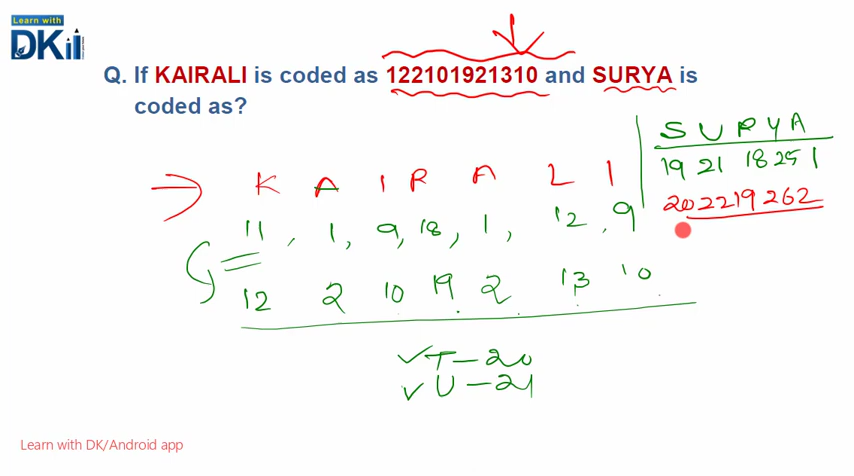 Learn with
DKil
Q. If KAIRALI is coded as 122101921310 and SURYA is
coded as?
S U R Y A
19 21 18 25 1
20 22 19 26 2
K A I R A L I
11, 1, 9, 18, 1, 12, 9
12 2 10 19 2 13 10
✓ T - 20
✓ U - 21
Learn with DK/Android app